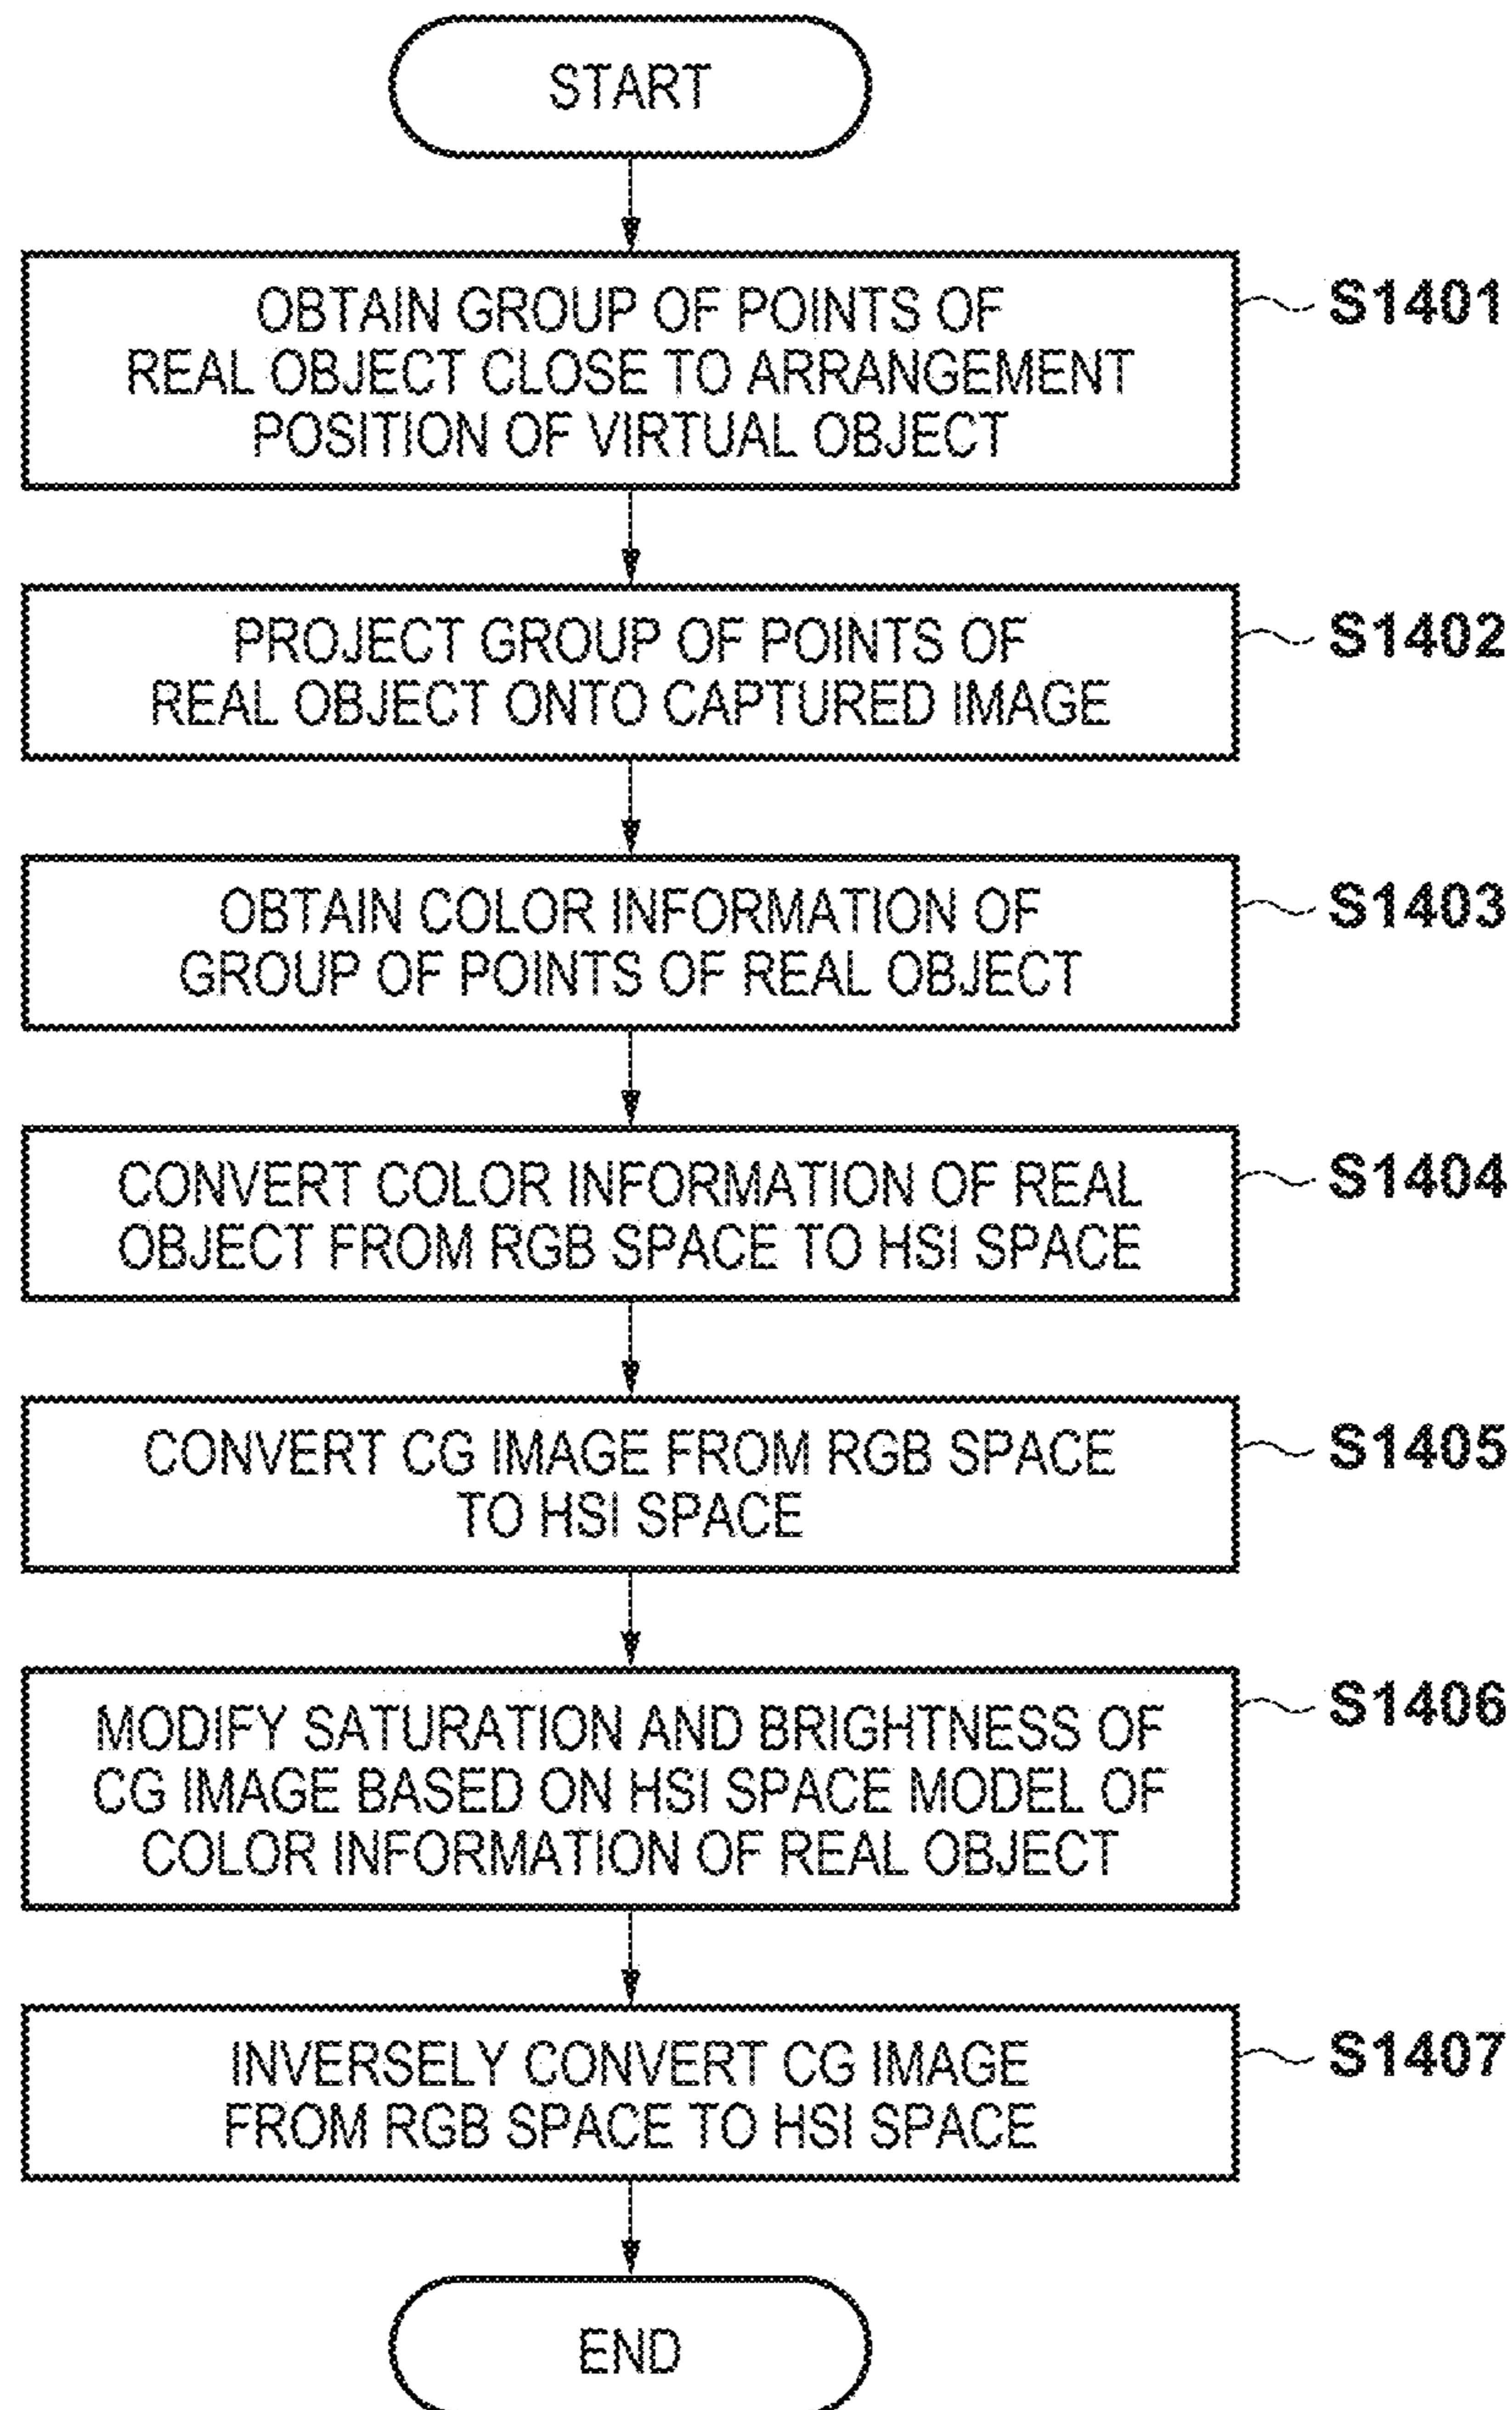 START
OBTAIN GROUP OF POINTS OF
REAL OBJECT CLOSE TO ARRANGEMENT
POSITION OF VIRTUAL OBJECT
S1401
PROJECT GROUP OF POINTS OF
REAL OBJECT ONTO CAPTURED IMAGE
S1402
OBTAIN COLOR INFORMATION OF
GROUP OF POINTS OF REAL OBJECT
S1403
CONVERT COLOR INFORMATION OF REAL
OBJECT FROM RGB SPACE TO HSI SPACE
S1404
CONVERT CG IMAGE FROM RGB SPACE
TO HSI SPACE
S1405
MODIFY SATURATION AND BRIGHTNESS OF
CG IMAGE BASED ON HSI SPACE MODEL OF
COLOR INFORMATION OF REAL OBJECT
S1406
INVERSELY CONVERT CG IMAGE
FROM RGB SPACE TO HSI SPACE
S1407
END